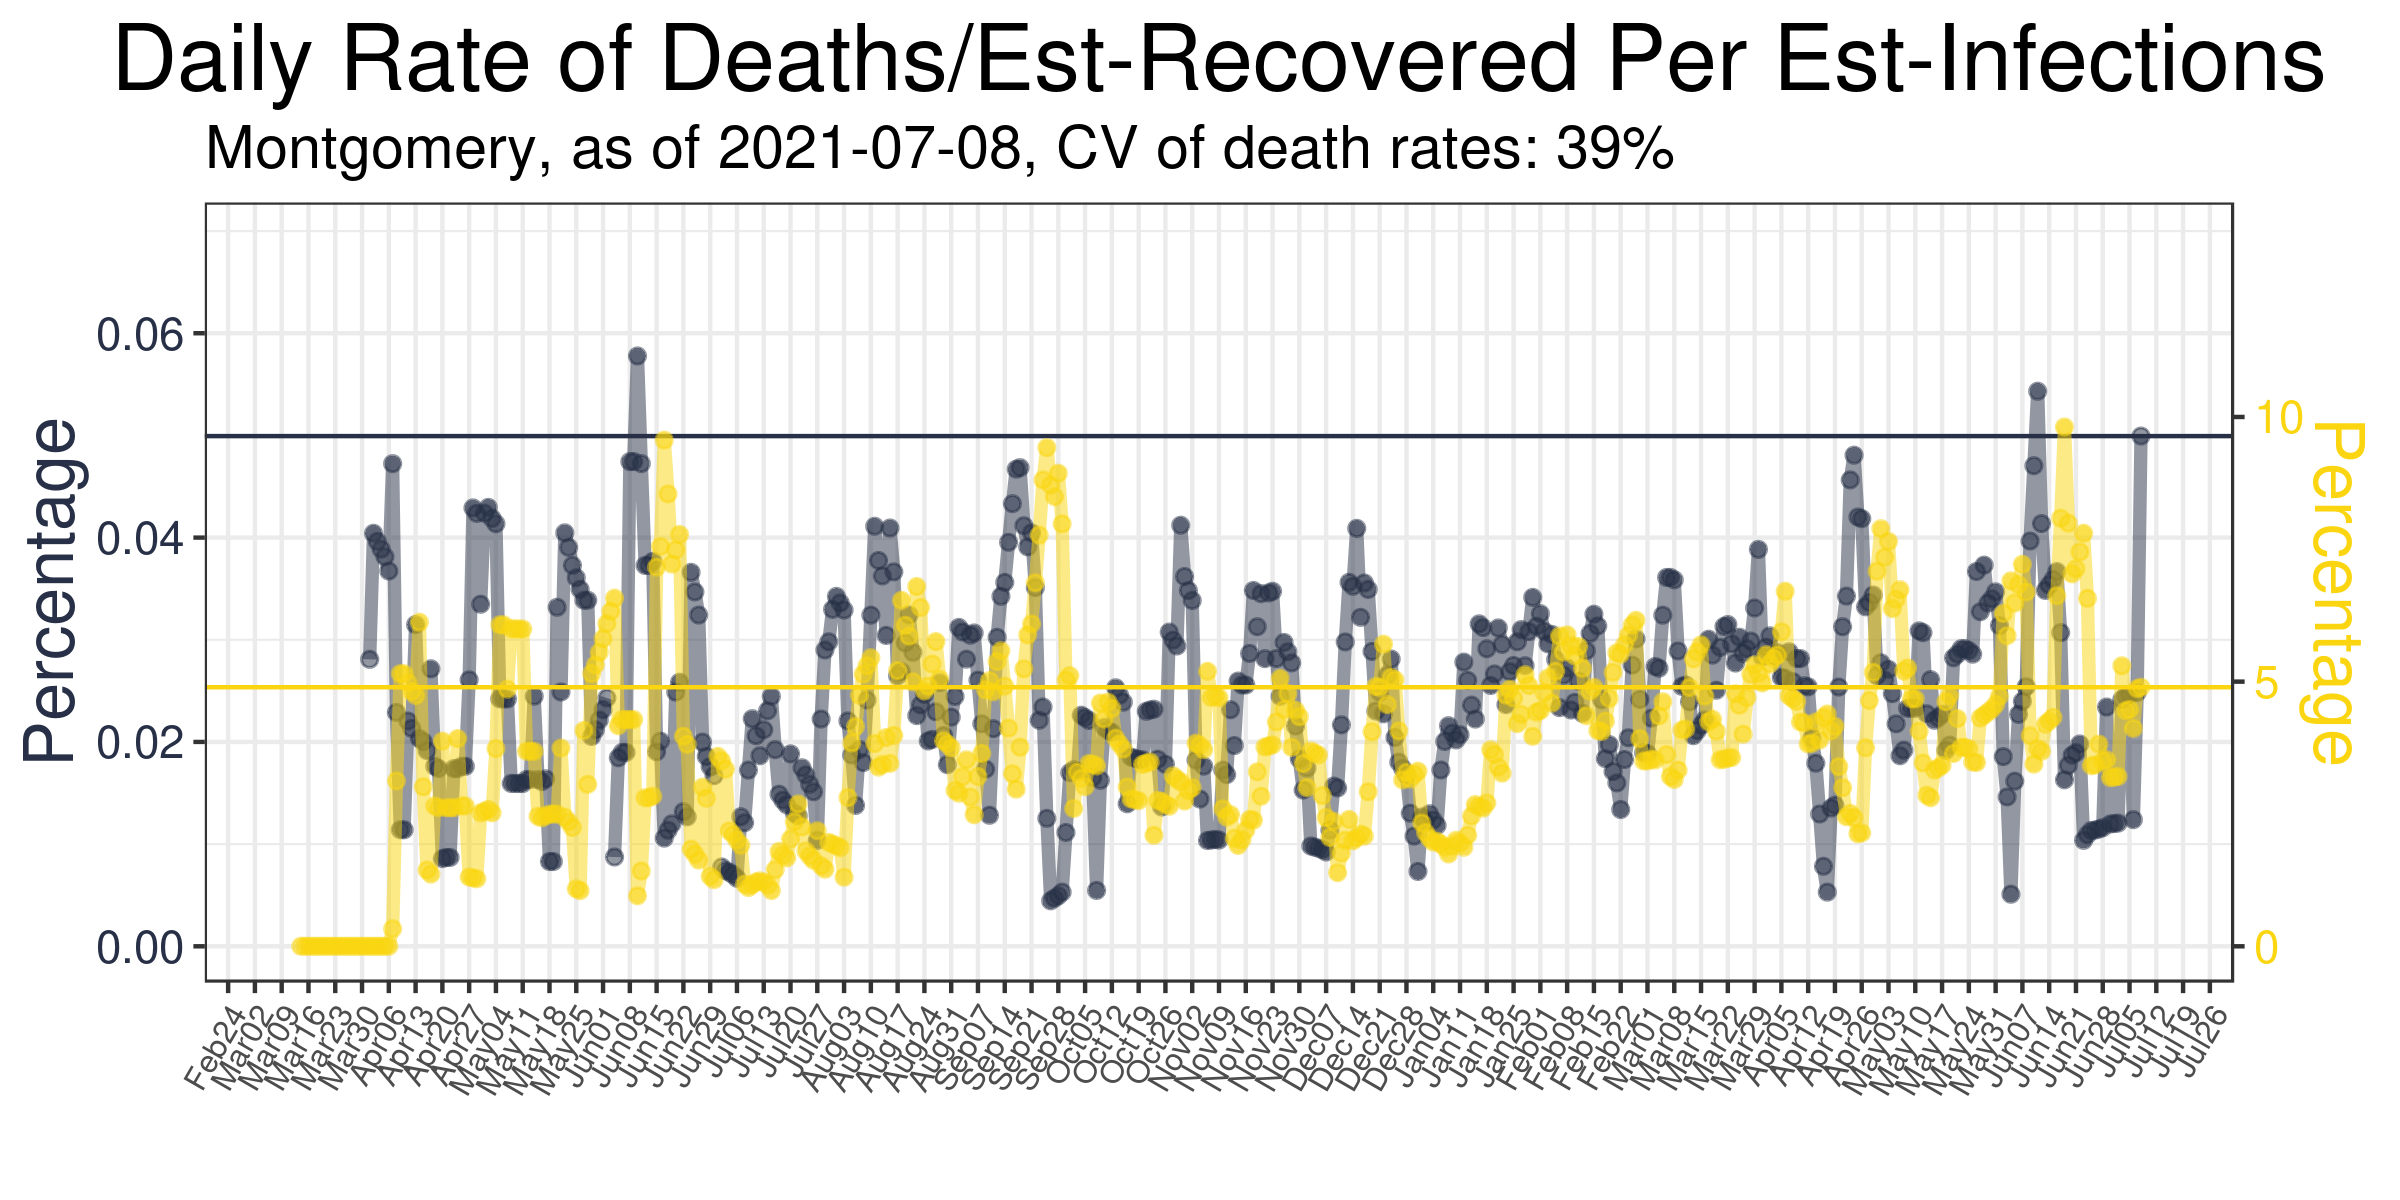 Daily Rate of Deaths/Est-Recovered Per Est-Infections
Montgomery, as of 2021-07-08, CV of death rates: 39%
Percentage
0.06
0.04
0.02
0.00
10
5
0
Percentage
Feb24
Mar02
Mar09
Mar16
Mar23
Mar30
Apr06
Apr13
Apr20
Apr27
May04
May11
May18
May25
Jun01
Jun08
Jun15
Jun22
Jun29
Jul06
Jul13
Jul20
Jul27
Aug03
Aug10
Aug17
Aug24
Aug31
Sep07
Sep14
Sep21
Sep28
Oct05
Oct12
Oct19
Oct26
Nov02
Nov09
Nov16
Nov23
Nov30
Dec07
Dec14
Dec21
Dec28
Jan04
Jan11
Jan18
Jan25
Feb01
Feb08
Feb15
Feb22
Mar01
Mar08
Mar15
Mar22
Mar29
Apr05
Apr12
Apr19
Apr26
May03
May10
May17
May24
May31
Jun07
Jun14
Jun21
Jun28
Jul05
Jul12
Jul19
Jul26